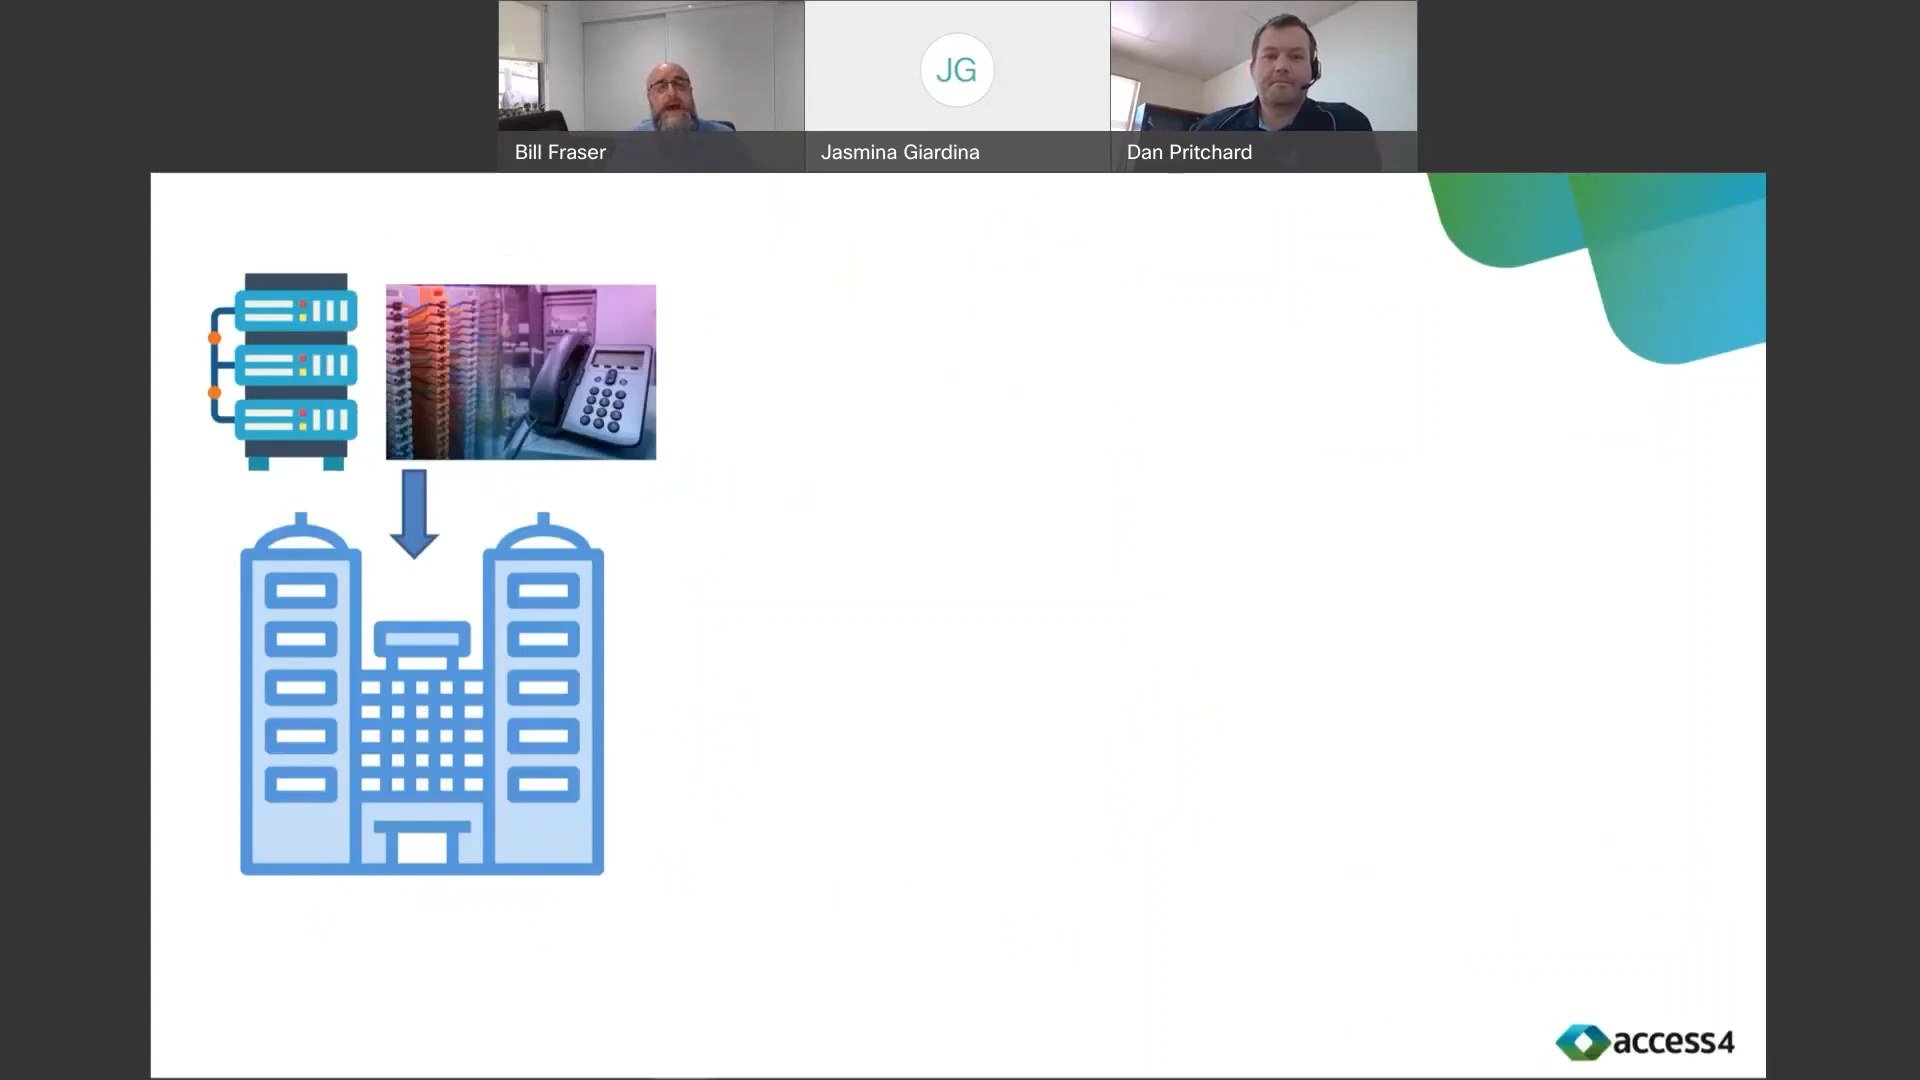 JG
Bill Fraser
Jasmina Giardina
Dan Pritchard
access4